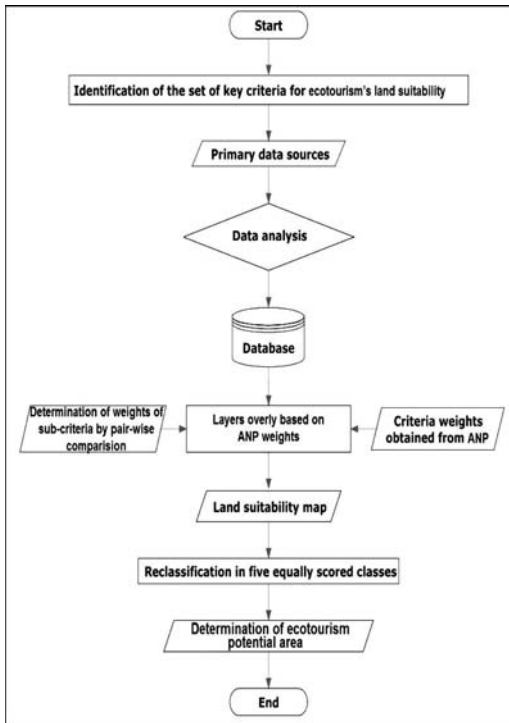 Start
Identification of the set of key criteria for ecotourism's land suitability
Primary data sources
Data analysis
Database
Determination of weights of
sub-criteria by pair-wise
comparision
Layers overly based on
ANP weights
Criteria weights
obtained from ANP
Land suitability map
Reclassification in five equally scored classes
Determination of ecotourism
potential area
End